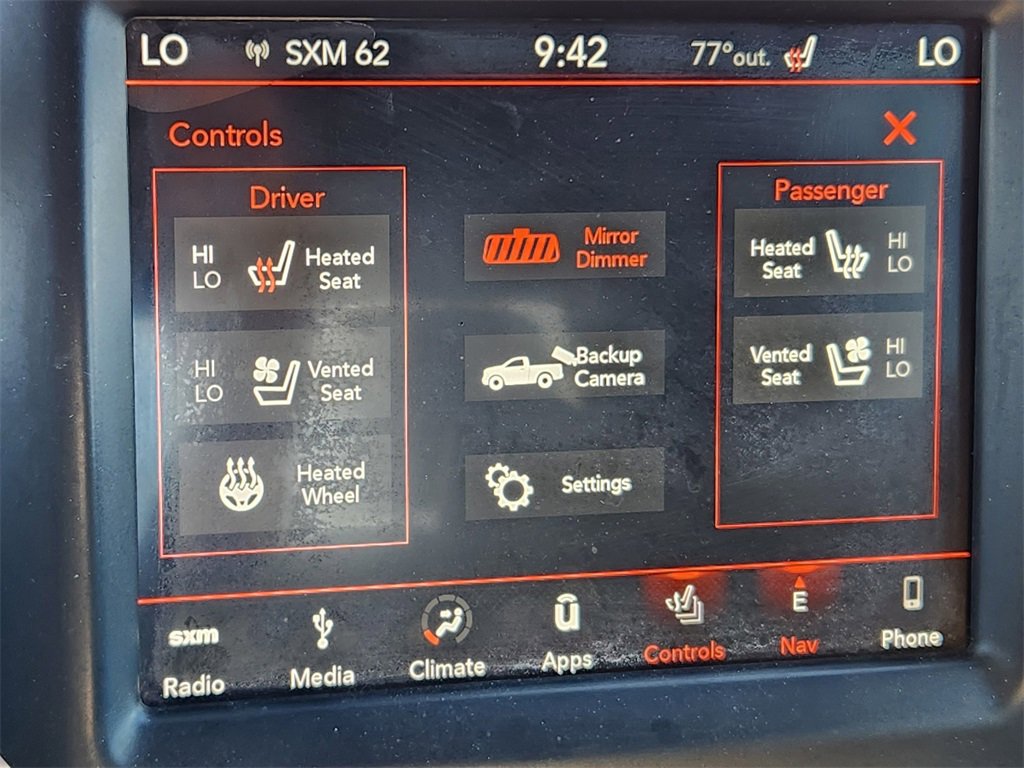 LO SXM 62 9:42 77°out. LO
Controls
Driver
HI
LO
Heated
Seat
HI
LO
Vented
Seat
Heated
Wheel
Mirror
Dimmer
Backup
Camera
Settings
Passenger
Heated
Seat
HI
LO
Vented
Seat
HI
LO
sxm
Radio
Media
Climate
Apps
Controls
E
Nav
Phone